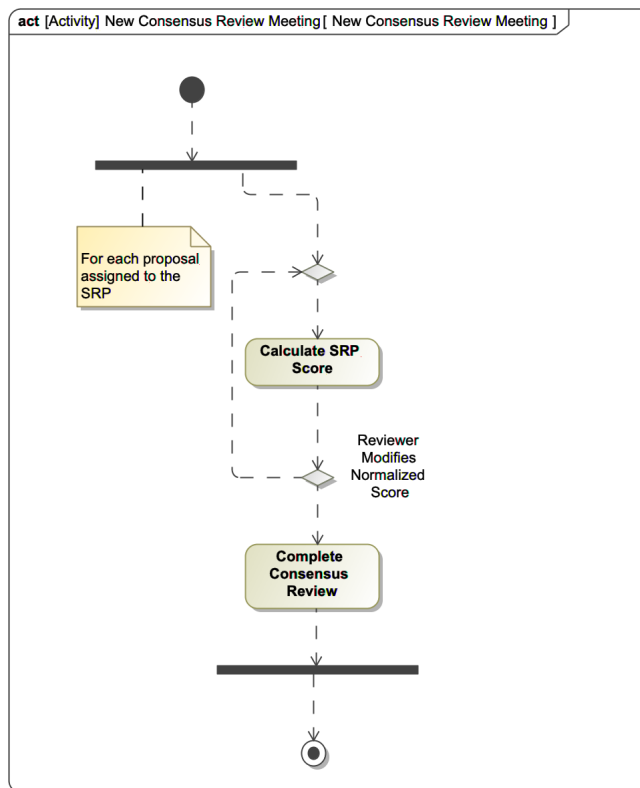 act [Activity] New Consensus Review Meeting [ New Consensus Review Meeting ]
For each proposal
assigned to the
SRP
Calculate SRP
Score
Reviewer
Modifies
Normalized
Score
Complete
Consensus
Review